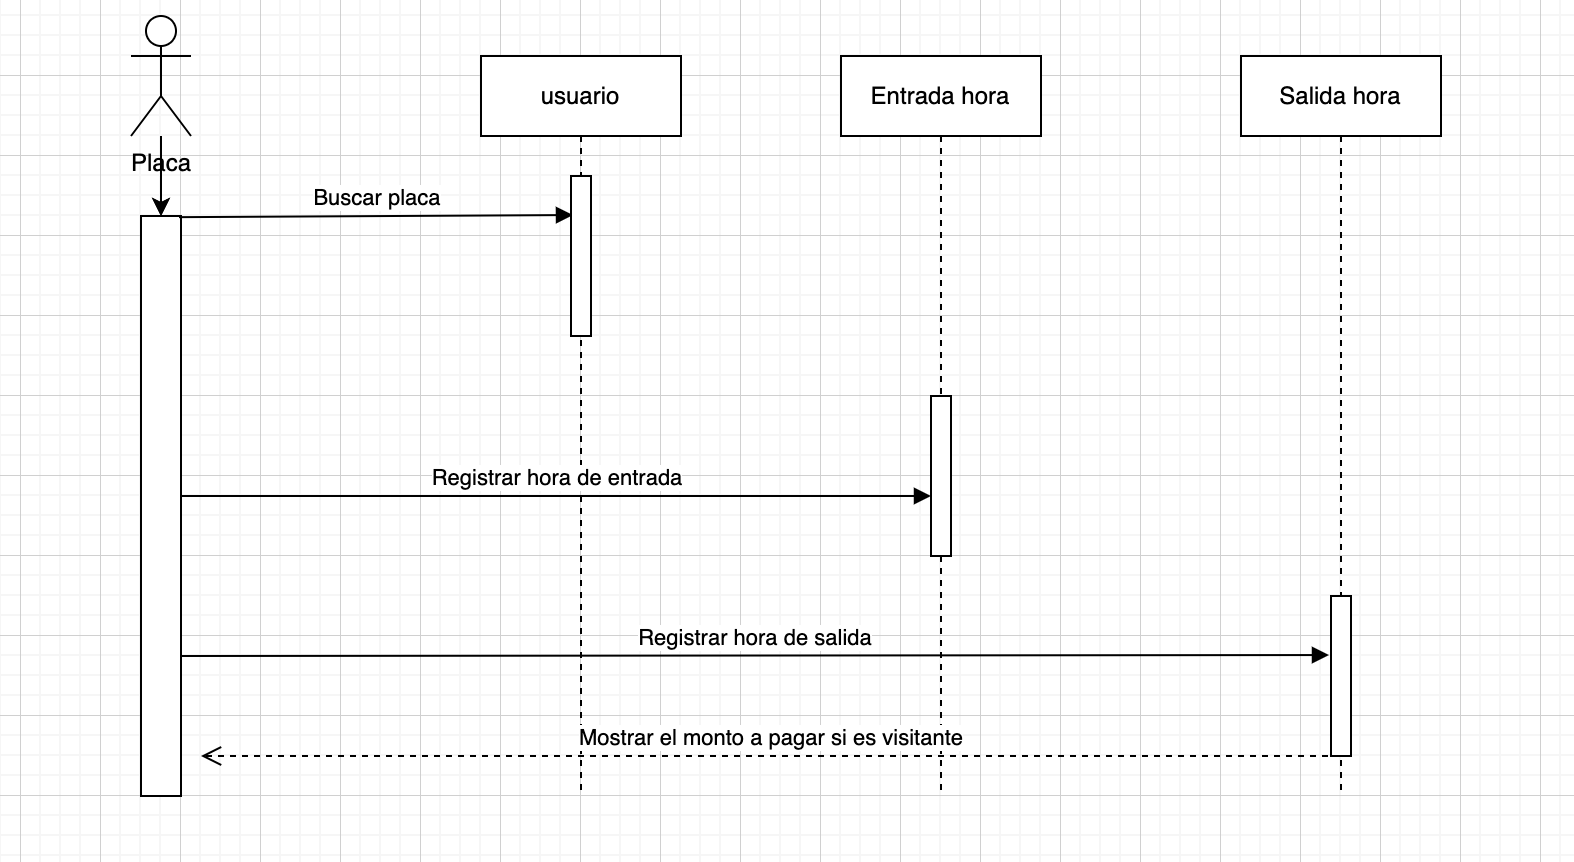 usuario
Entrada hora
Salida hora
Placa
Buscar placa
Registrar hora de entrada
Registrar hora de salida
Mostrar el monto a pagar si es visitante